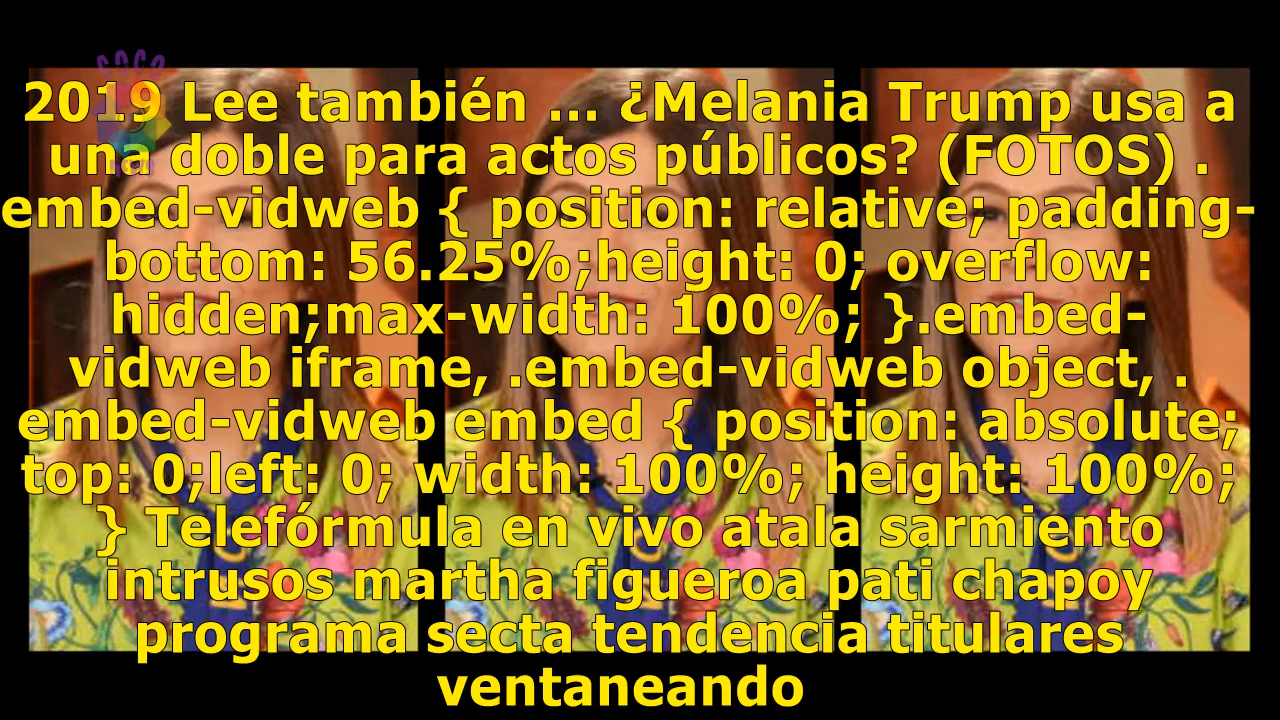 COCO
2019 Lee también ... ¿Melania Trump usa a
una doble para actos públicos? (FOTOS) .
embed-vidweb { position: relative; padding-
bottom: 56.25%;height: 0; overflow:
hidden;max-width: 100%; }.embed-
vidweb iframe, .embed-vidweb object, .
embed-vidweb embed { position: absolute;
top: 0;left: 0; width: 100%; height: 100%;
} Telefórmula en vivo atala sarmiento
intrusos martha figueroa pati chapoy
programa secta tendencia titulares
ventaneando